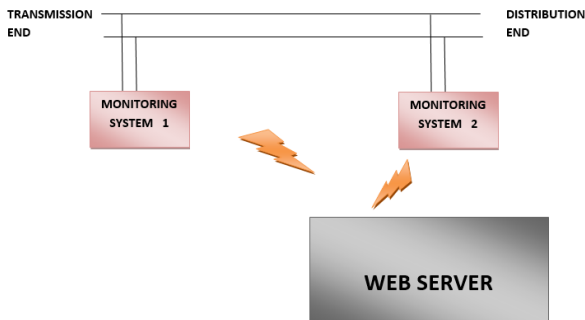 TRANSMISSION
END
DISTRIBUTION
END
MONITORING
SYSTEM 1
MONITORING
SYSTEM 2
WEB SERVER